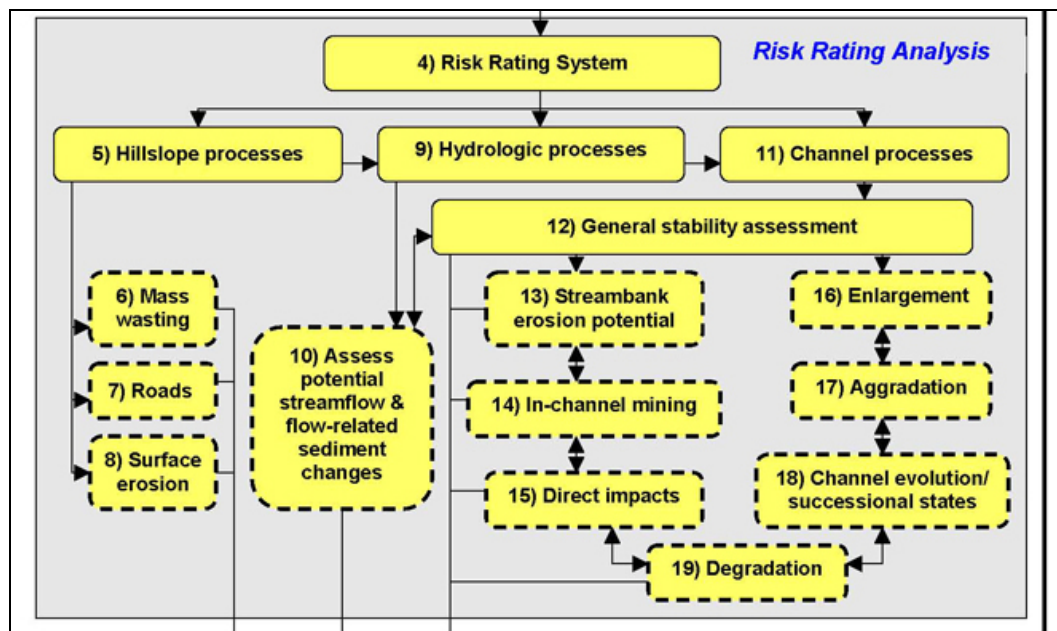 Risk Rating Analysis
4) Risk Rating System
5) Hillslope processes
9) Hydrologic processes
11) Channel processes
12) General stability assessment
6) Mass
wasting
7) Roads
8) Surface
erosion
10) Assess
potential
streamflow &
flow-related
sediment
changes
13) Streambank
erosion potential
14) In-channel mining
15) Direct impacts
16) Enlargement
17) Aggradation
18) Channel evolution/
successional states
19) Degradation